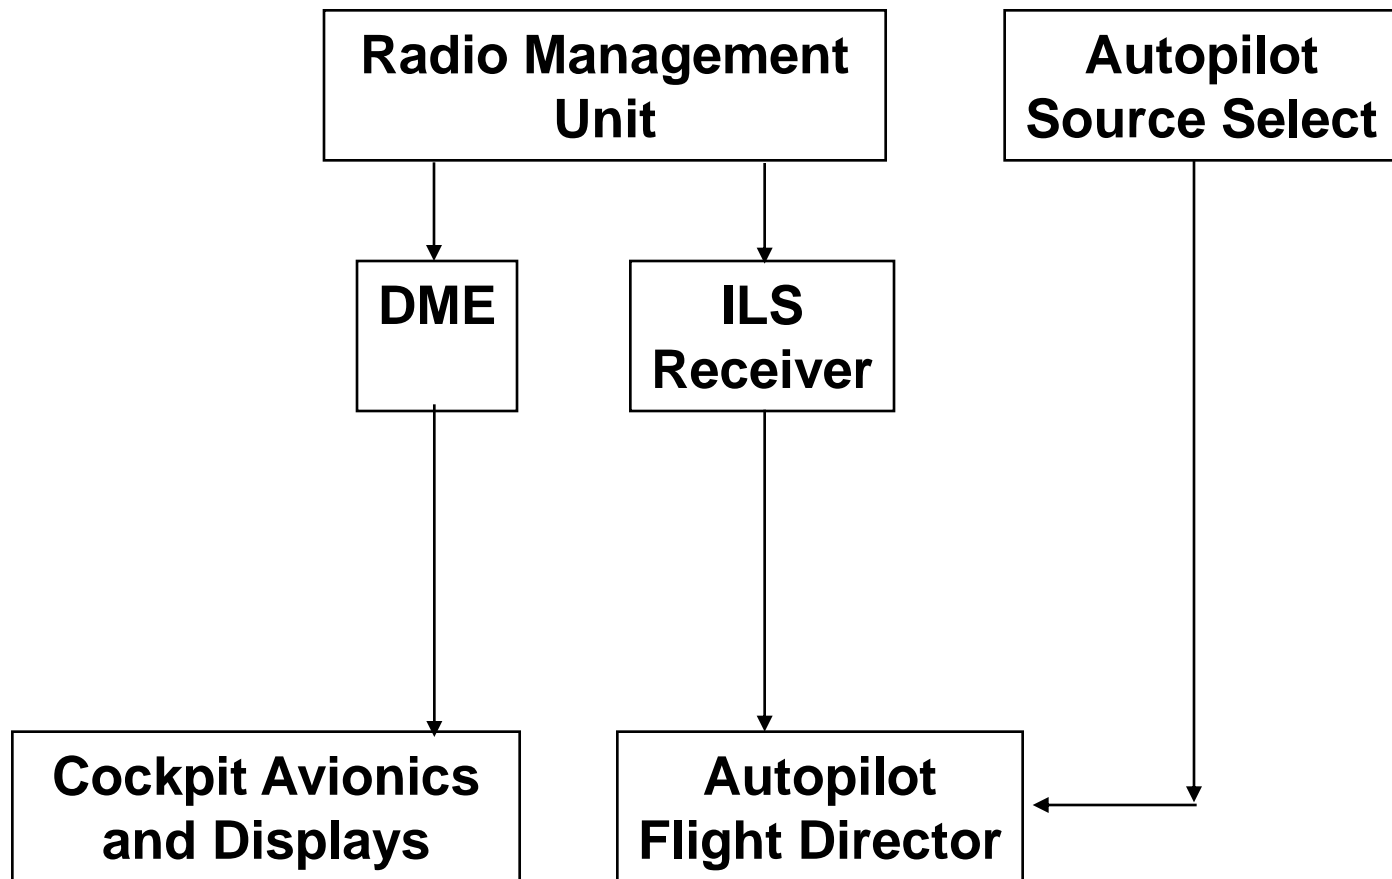 Radio Management
Unit
Autopilot
Source Select
DME
ILS
Receiver
Cockpit Avionics
and Displays
Autopilot
Flight Director